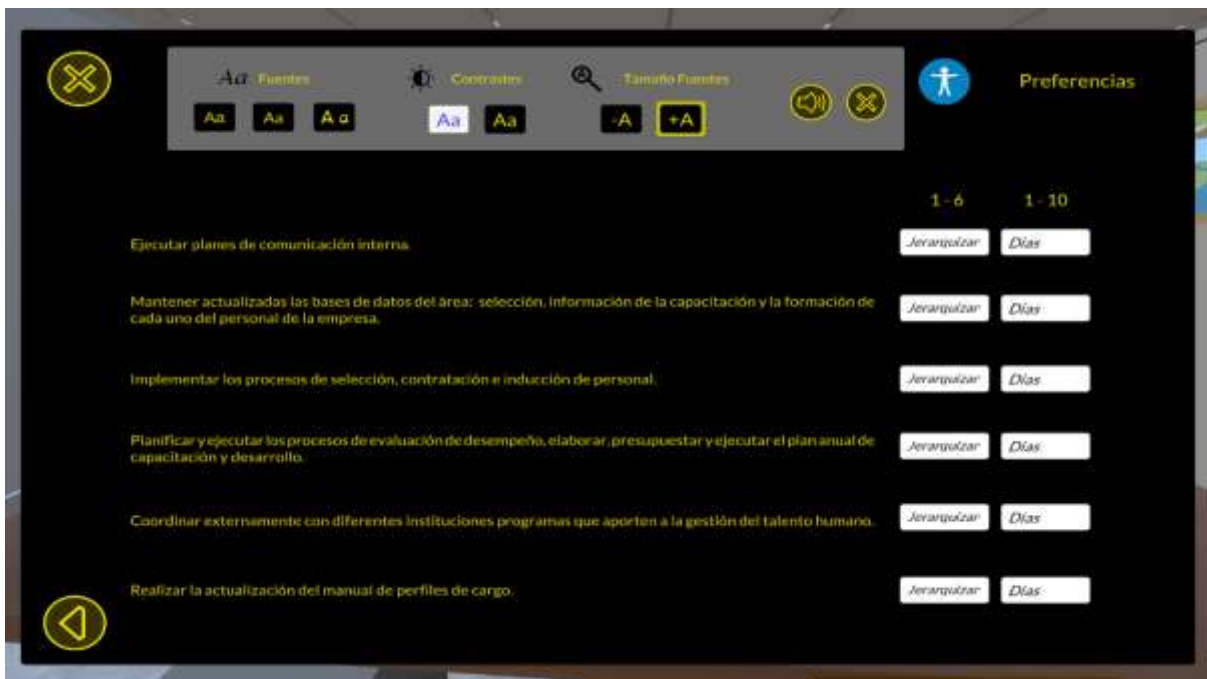 Aa Fuentes
Contrastes
Tamaño Fuentes
Preferencias
Aa Aa Aa
Aa Aa
-A +A
1 - 6 1 - 10
Ejecutar planes de comunicación interna.
Jerarquizar Días
Mantener actualizadas las bases de datos del área: selección, información de la capacitación y la formación de
cada uno del personal de la empresa.
Jerarquizar Días
Implementar los procesos de selección, contratación e inducción de personal.
Jerarquizar Días
Planificar y ejecutar los procesos de evaluación de desempeño, elaborar, presupuestar y ejecutar el plan anual de
capacitación y desarrollo.
Jerarquizar Días
Coordinar externamente con diferentes instituciones programas que aporten a la gestión del talento humano.
Jerarquizar Días
Realizar la actualización del manual de perfiles de cargo.
Jerarquizar Días